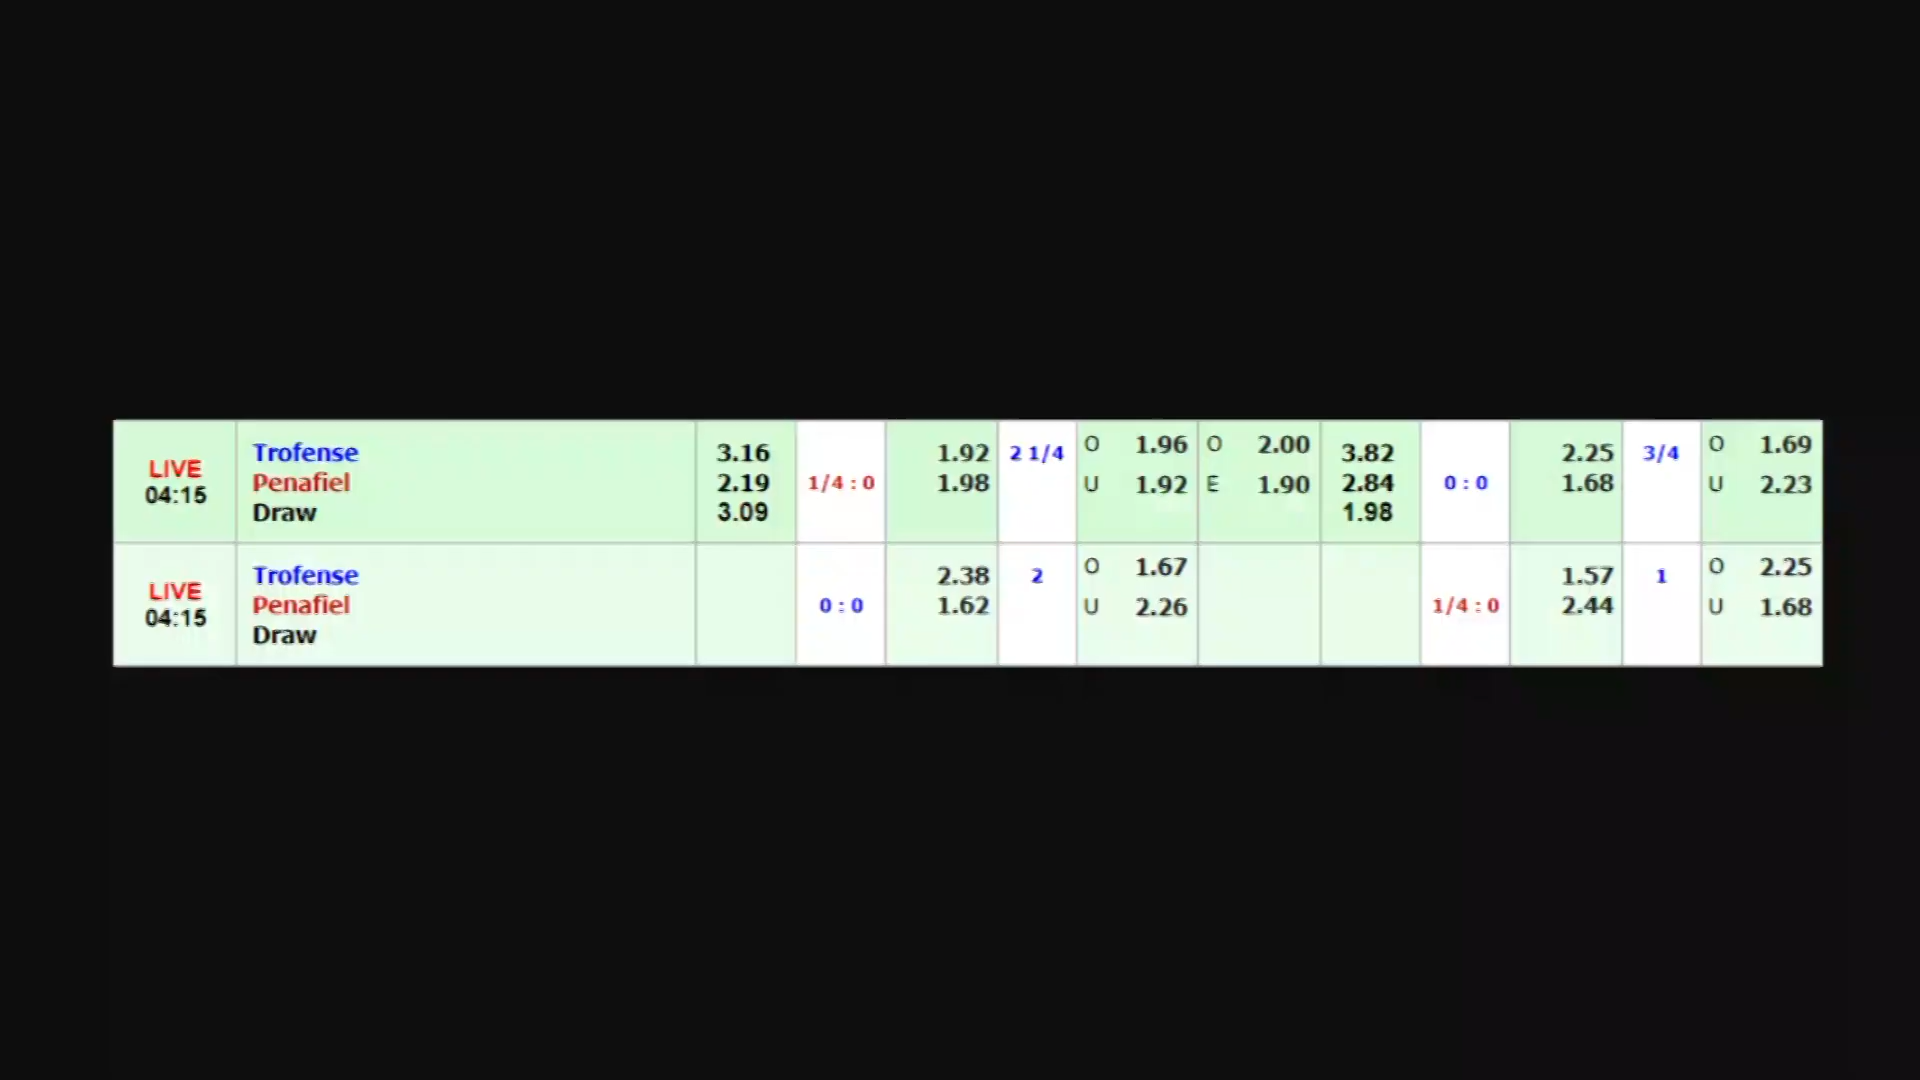 LIVE
04:15
Trofense
Penafiel
Draw
3.16
2.19
3.09
1/4 : 0
1.92
1.98
2 1/4
O 1.96
U 1.92
O 2.00
E 1.90
3.82
2.84
1.98
0 : 0
2.25
1.68
3/4
O 1.69
U 2.23
LIVE
04:15
Trofense
Penafiel
Draw
0 : 0
2.38
1.62
2
O 1.67
U 2.26
1/4 : 0
1.57
2.44
1
O 2.25
U 1.68